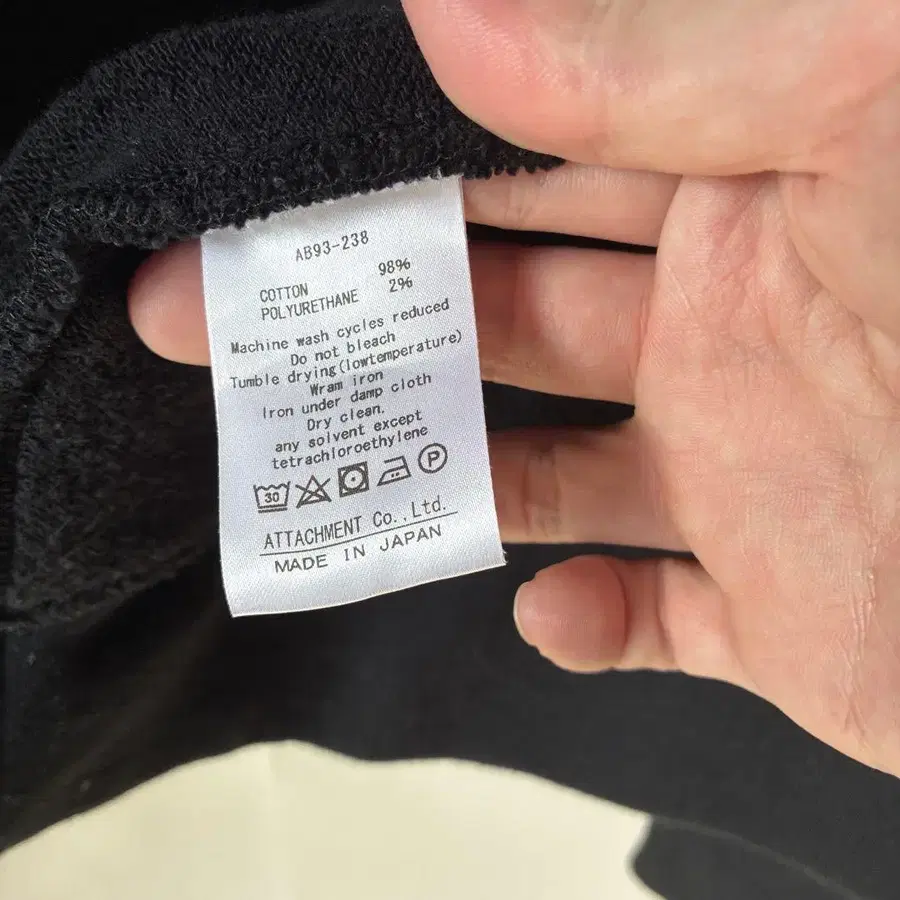 AB93-238
COTTON 98%
POLYURETHANE 2%
Machine wash cycles reduced
Do not bleach
Tumble drying(lowtemperature)
Wram iron
Iron under damp cloth
Dry clean.
any solvent except
tetrachloroethylene
30 P
ATTACHMENT Co.,Ltd.
MADE IN JAPAN